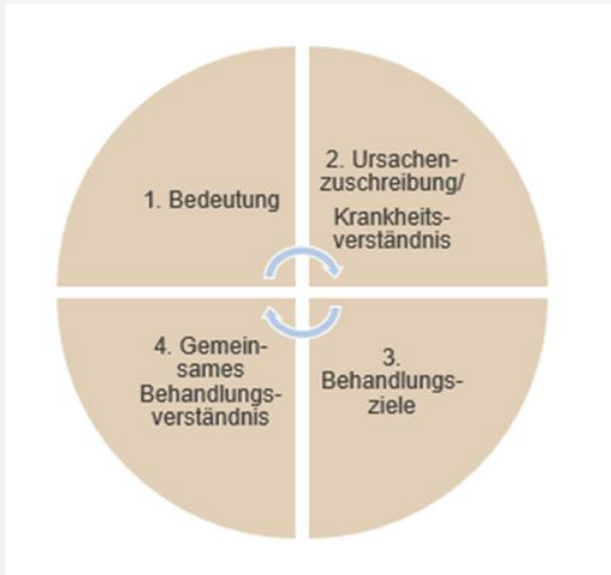 1. Bedeutung
2. Ursachen-
zuschreibung/
Krankheits-
verständnis
3.
Behandlungs-
ziele
4. Gemein-
sames
Behandlungs-
verständnis